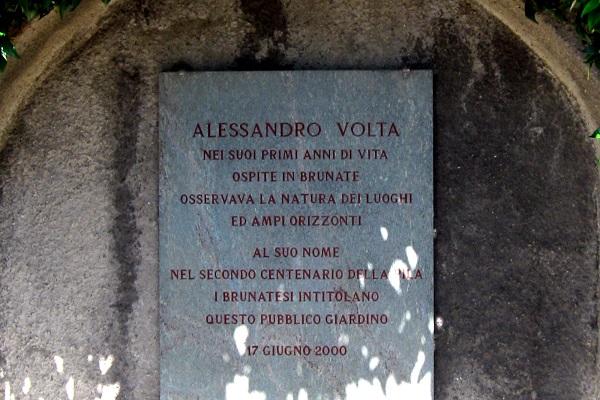 ALESSANDRO VOLTA
NEI SUOI PRIMI ANNI DI VITA
OSPITE IN BRUNATE
OSSERVAVA LA NATURA DEI LUOGHI
ED AMPI ORIZZONTI
AL SUO NOME
NEL SECONDO CENTENARIO DELLA PILA
I BRUNATESI INTITOLANO
QUESTO PUBBLICO GIARDINO
17 GIUGNO 2000